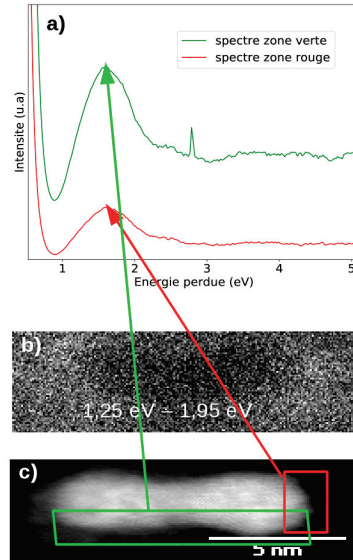 a)
spectre zone verte
spectre zone rouge
Intensite (u.a)
1 2 3 4 5
Energie perdue (eV)
b)
1,25 eV – 1,95 eV
c)
5 nm